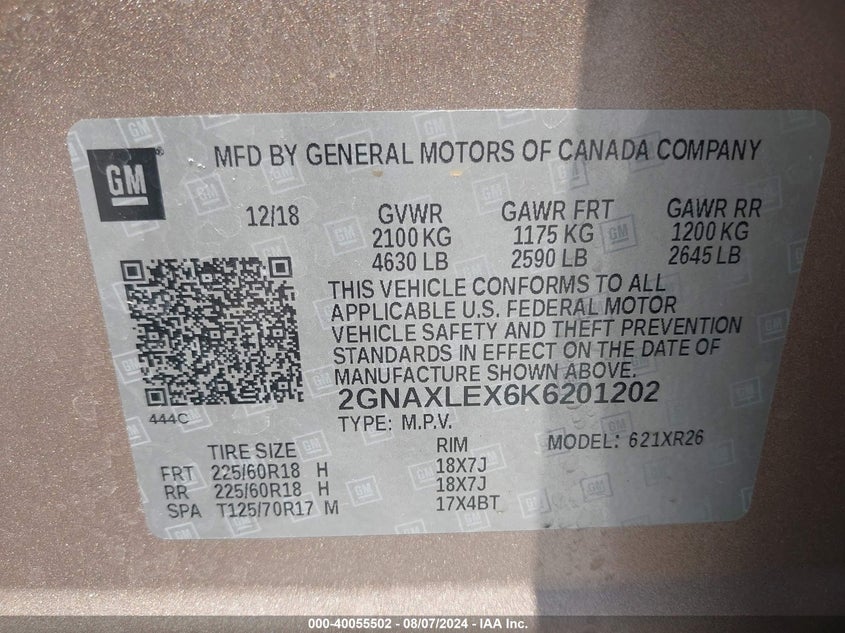 MFD BY GENERAL MOTORS OF CANADA COMPANY
GM
12/18 GVWR GAWR FRT GAWR RR
2100 KG 1175 KG 1200 KG
4630 LB 2590 LB 2645 LB
THIS VEHICLE CONFORMS TO ALL
APPLICABLE U.S. FEDERAL MOTOR
VEHICLE SAFETY AND THEFT PREVENTION
STANDARDS IN EFFECT ON THE DATE OF
MANUFACTURE SHOWN ABOVE.
2GNAXLEX6K6201202
444C
TYPE: M.P.V. MODEL: 621XR26
TIRE SIZE RIM
FRT 225/60R18 H 18X7J
RR 225/60R18 H 18X7J
SPA T125/70R17 M 17X4BT
000-40055502 - 08/07/2024 - IAA Inc.